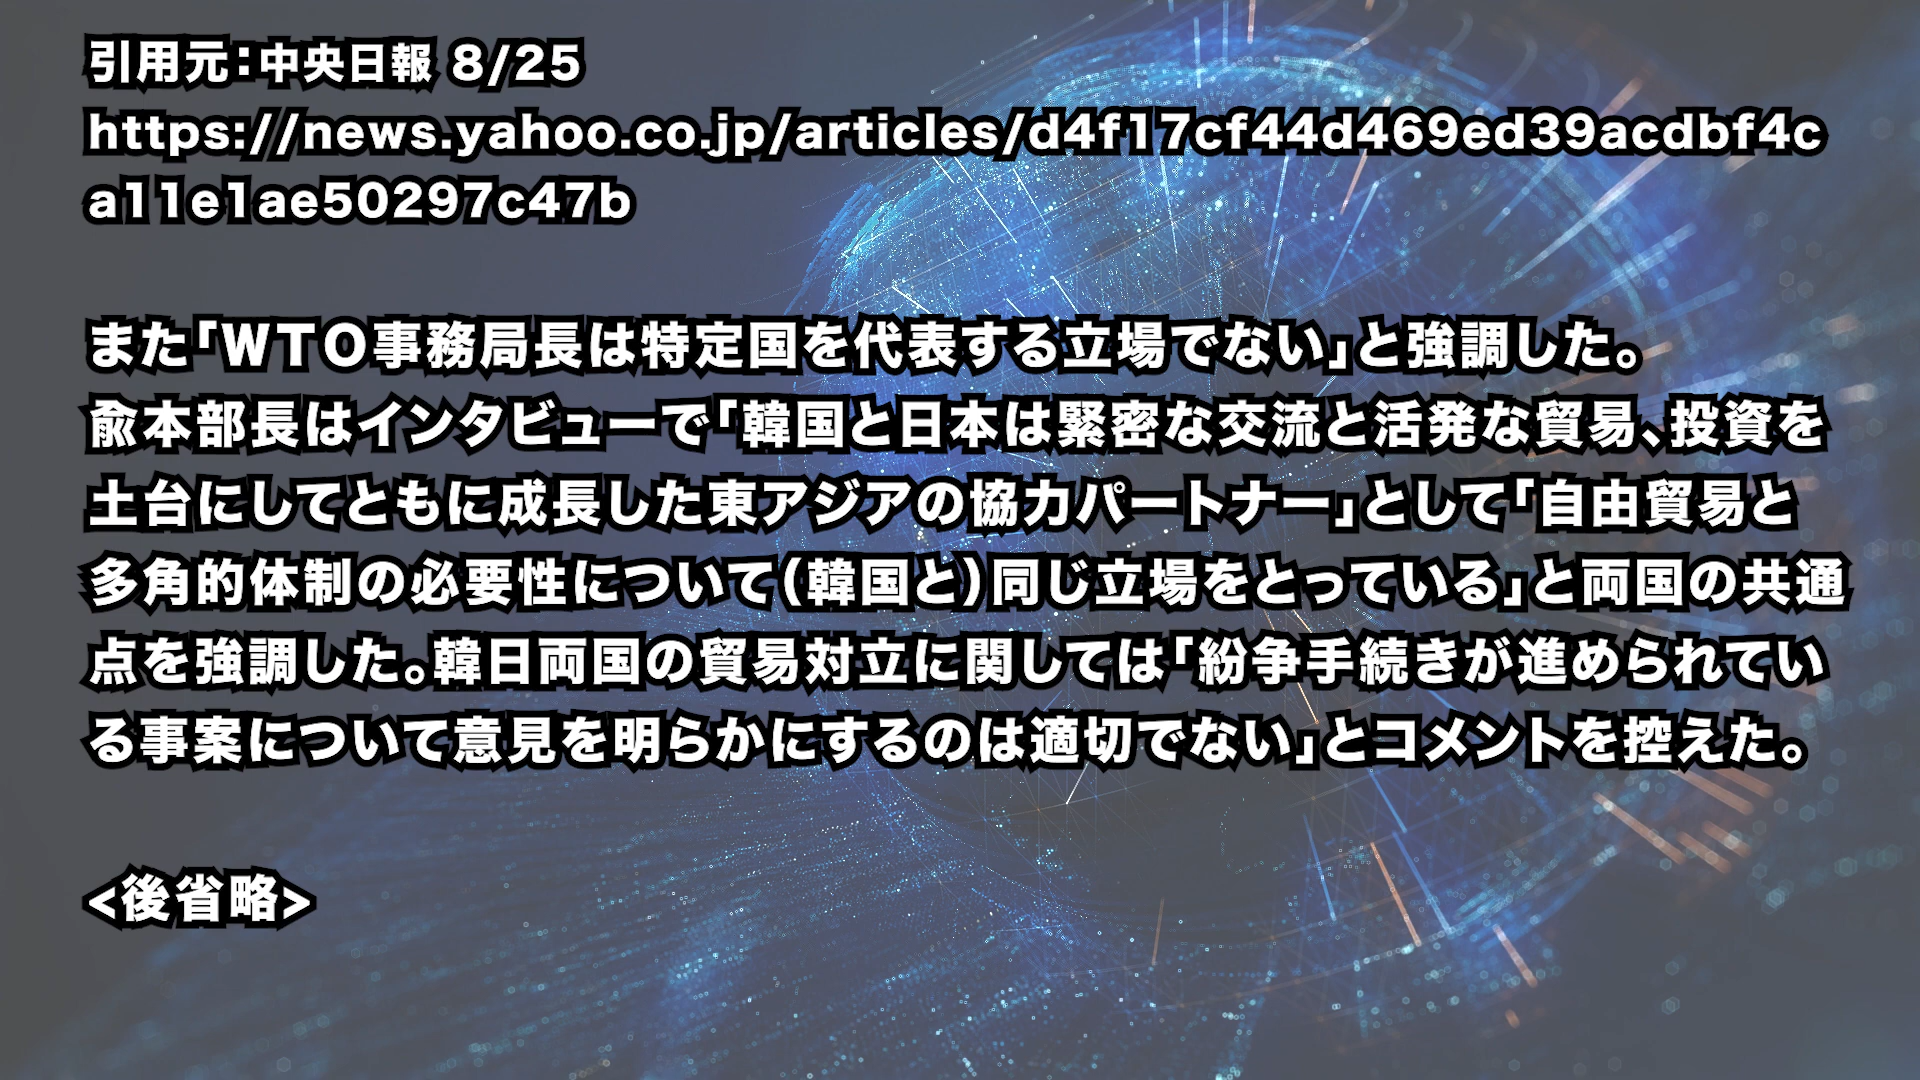 引用元：中央日報 8/25
https://news.yahoo.co.jp/articles/d4f17cf44d469ed39acdbf4c
a11e1ae50297c47b
また「ＷＴＯ事務局長は特定国を代表する立場でない」と強調した。
兪本部長はインタビューで「韓国と日本は緊密な交流と活発な貿易、投資を
土台にしてともに成長した東アジアの協力パートナー」として「自由貿易と
多角的体制の必要性について（韓国と）同じ立場をとっている」と両国の共通
点を強調した。韓日両国の貿易対立に関しては「紛争手続きが進められてい
る事案について意見を明らかにするのは適切でない」とコメントを控えた。
<後省略>